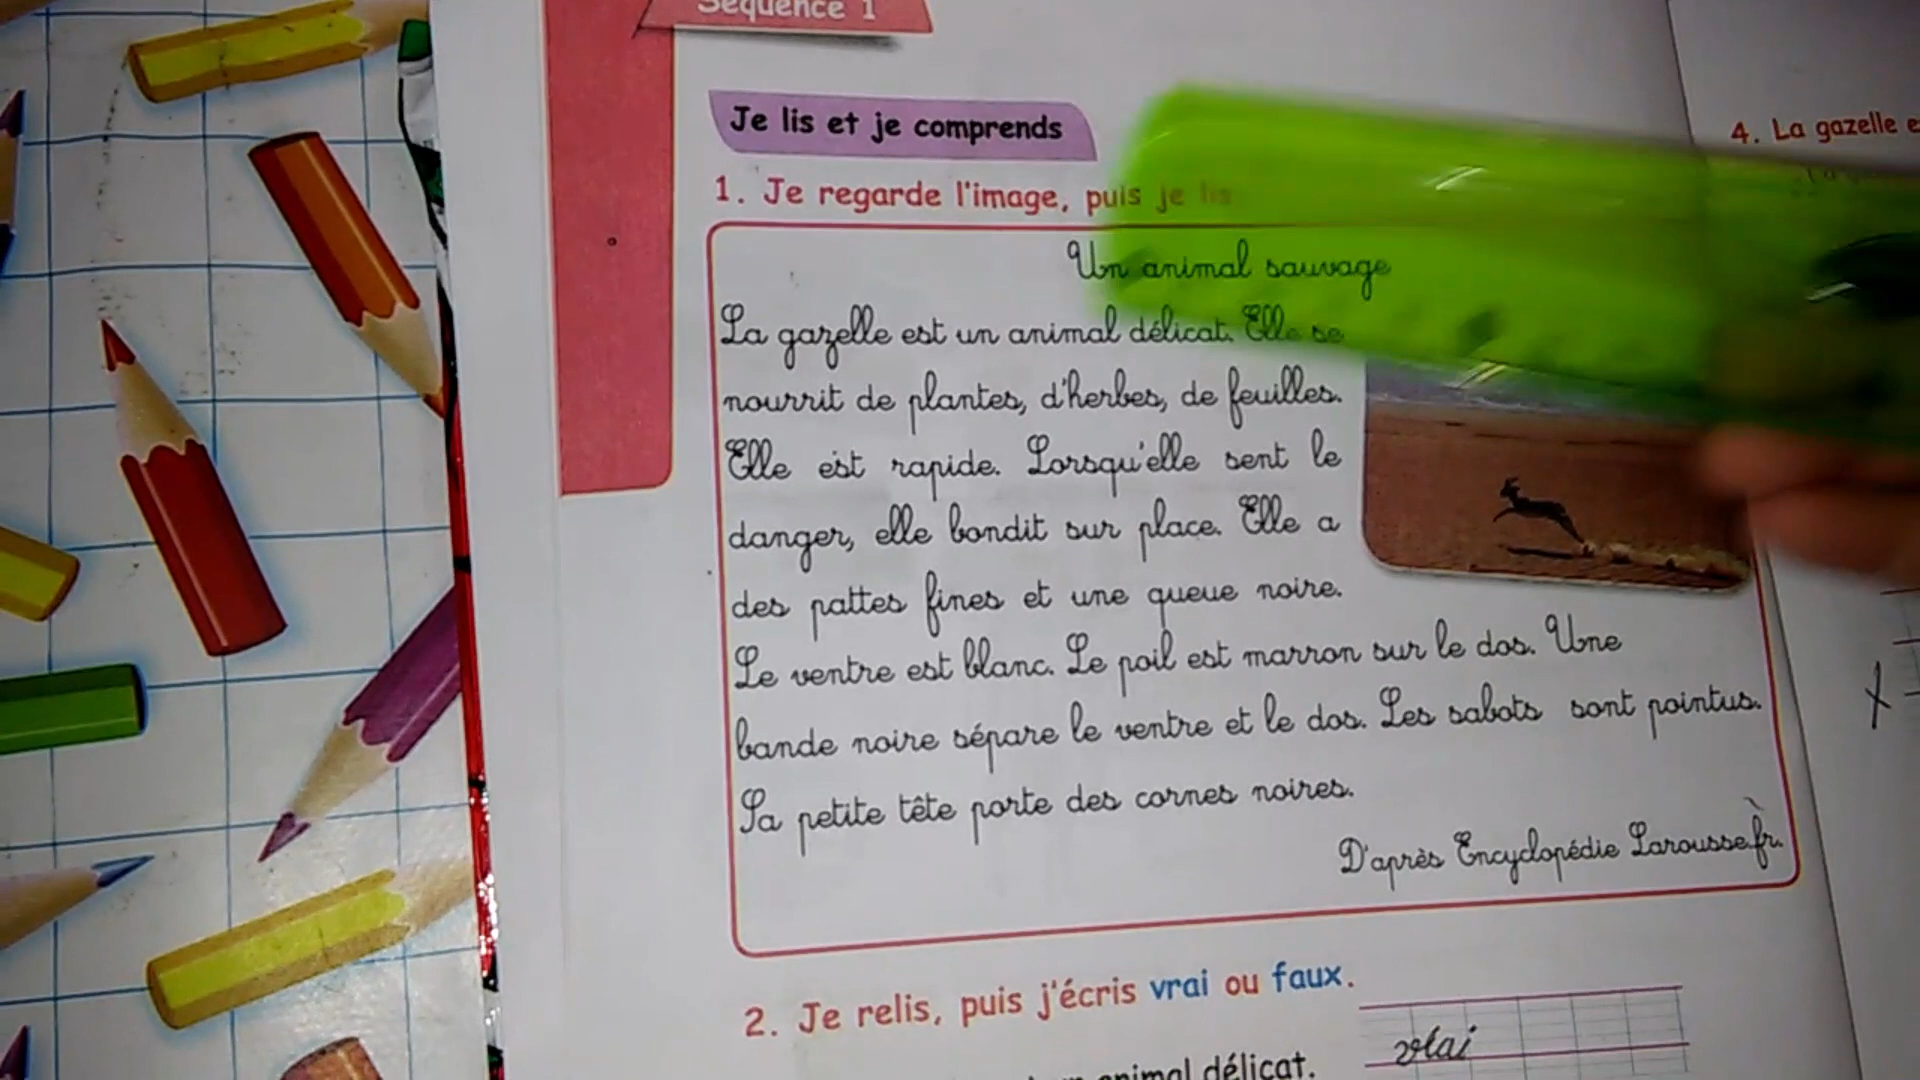 Séquence 1
Je lis et je comprends
1. Je regarde l'image, puis je lis
Un animal sauvage
La gazelle est un animal délicat. Elle se
nourrit de plantes, d'herbes, de feuilles.
Elle est rapide. Lorsqu'elle sent le
danger, elle bondit sur place. Elle a
des pattes fines et une queue noire.
Le ventre est blanc. Le poil est marron sur le dos. Une
bande noire sépare le ventre et le dos. Les sabots sont pointus.
Sa petite tête porte des cornes noires.
D'après Encyclopédie Larousse.fr.
2. Je relis, puis j'écris vrai ou faux.
animal délicat.
vrai
4. La gazelle e